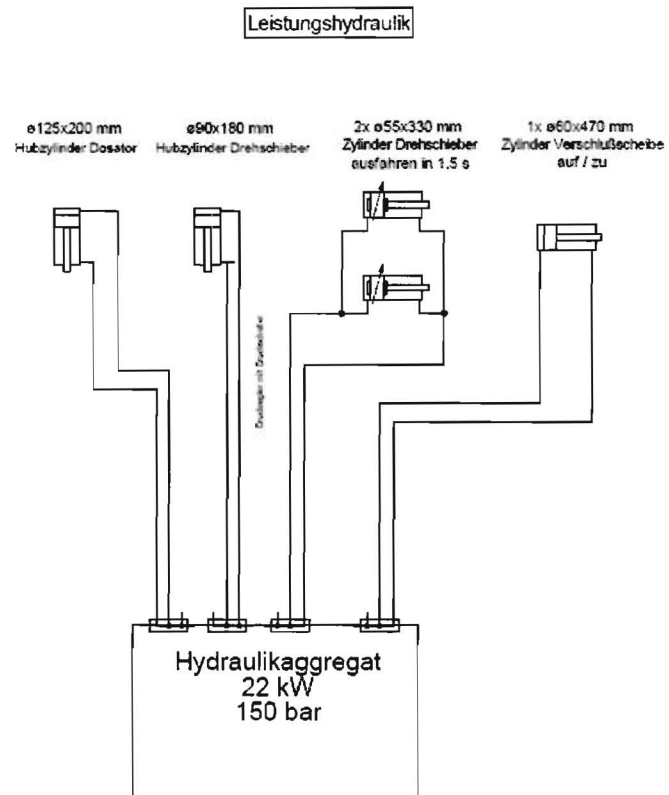 Leistungshydraulik
ø125x200 mm
Hubzylinder Dosator
ø90x180 mm
Hubzylinder Drehschieber
2x ø55x330 mm
Zylinder Drehschieber
ausfahren in 1,5 s
1x ø60x470 mm
Zylinder Verschlußscheibe
auf / zu
mit
Hydraulikaggregat
22 kW
150 bar